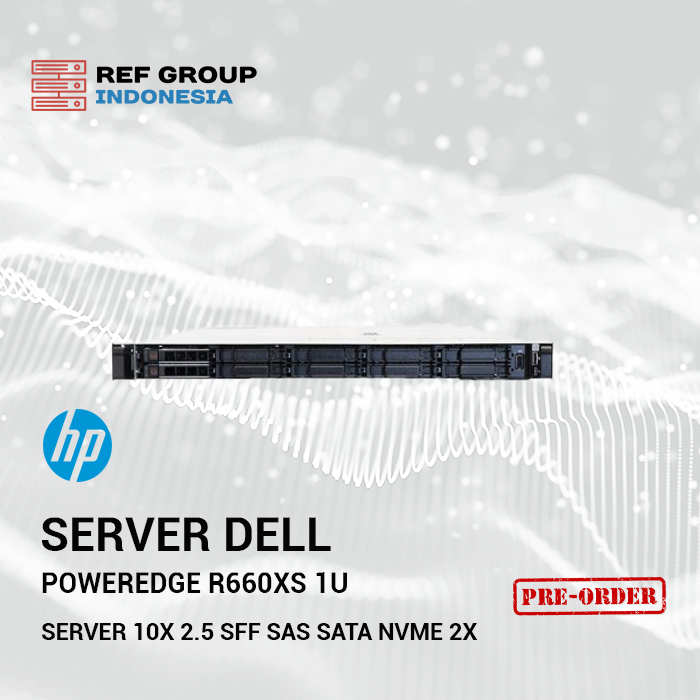 REF GROUP
INDONESIA
hp
SERVER DELL
POWEREDGE R660XS 1U
PRE-ORDER
SERVER 10X 2.5 SFF SAS SATA NVME 2X